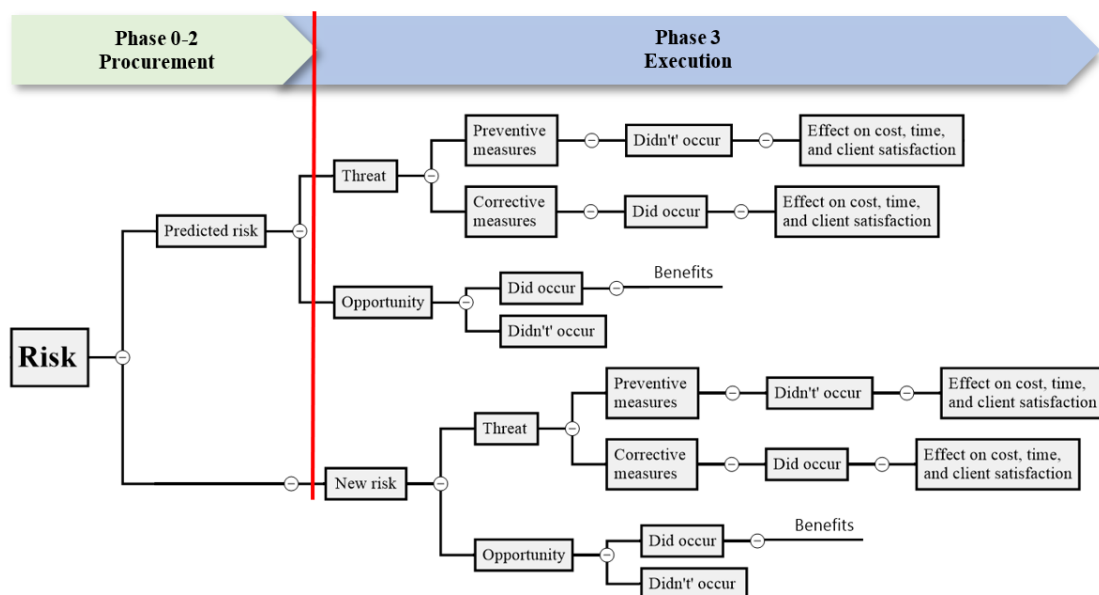 Phase 0-2
Procurement
Phase 3
Execution
Preventive
measures
Didn't' occur
Effect on cost, time,
and client satisfaction
Threat
Corrective
measures
Did occur
Effect on cost, time,
and client satisfaction
Predicted risk
Opportunity
Did occur
Benefits
Didn't' occur
Risk
Preventive
measures
Didn't' occur
Effect on cost, time,
and client satisfaction
Threat
Corrective
measures
Did occur
Effect on cost, time,
and client satisfaction
New risk
Opportunity
Did occur
Benefits
Didn't' occur